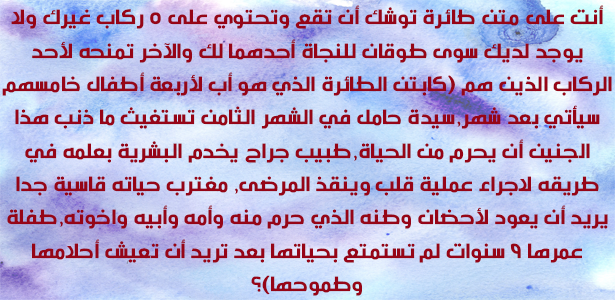 أنت على متن طائرة توشك أن تقع وتحتوي على ٥ ركاب غيرك ولا
يوجد لديك سوى طوقان للنجاة أحدهما لك والآخر تمنحه لأحد
الركاب الذين هم (كابتن الطائرة الذي هو أب لأربعة أطفال خامسهم
سيأتي بعد شهر,سيدة حامل في الشهر الثامن تستغيث ما ذنب هذا
الجنين أن يحرم من الحياة,طبيب جراح يخدم البشرية بعلمه في
طريقه لاجراء عملية قلب وينقذ المرضى, مغترب حياته قاسية جدا
يريد أن يعود لأحضان وطنه الذي حرم منه وأمه وأبيه واخوته,طفلة
عمرها ٩ سنوات لم تستمتع بحياتها بعد تريد أن تعيش أحلامها
وطموحها)؟